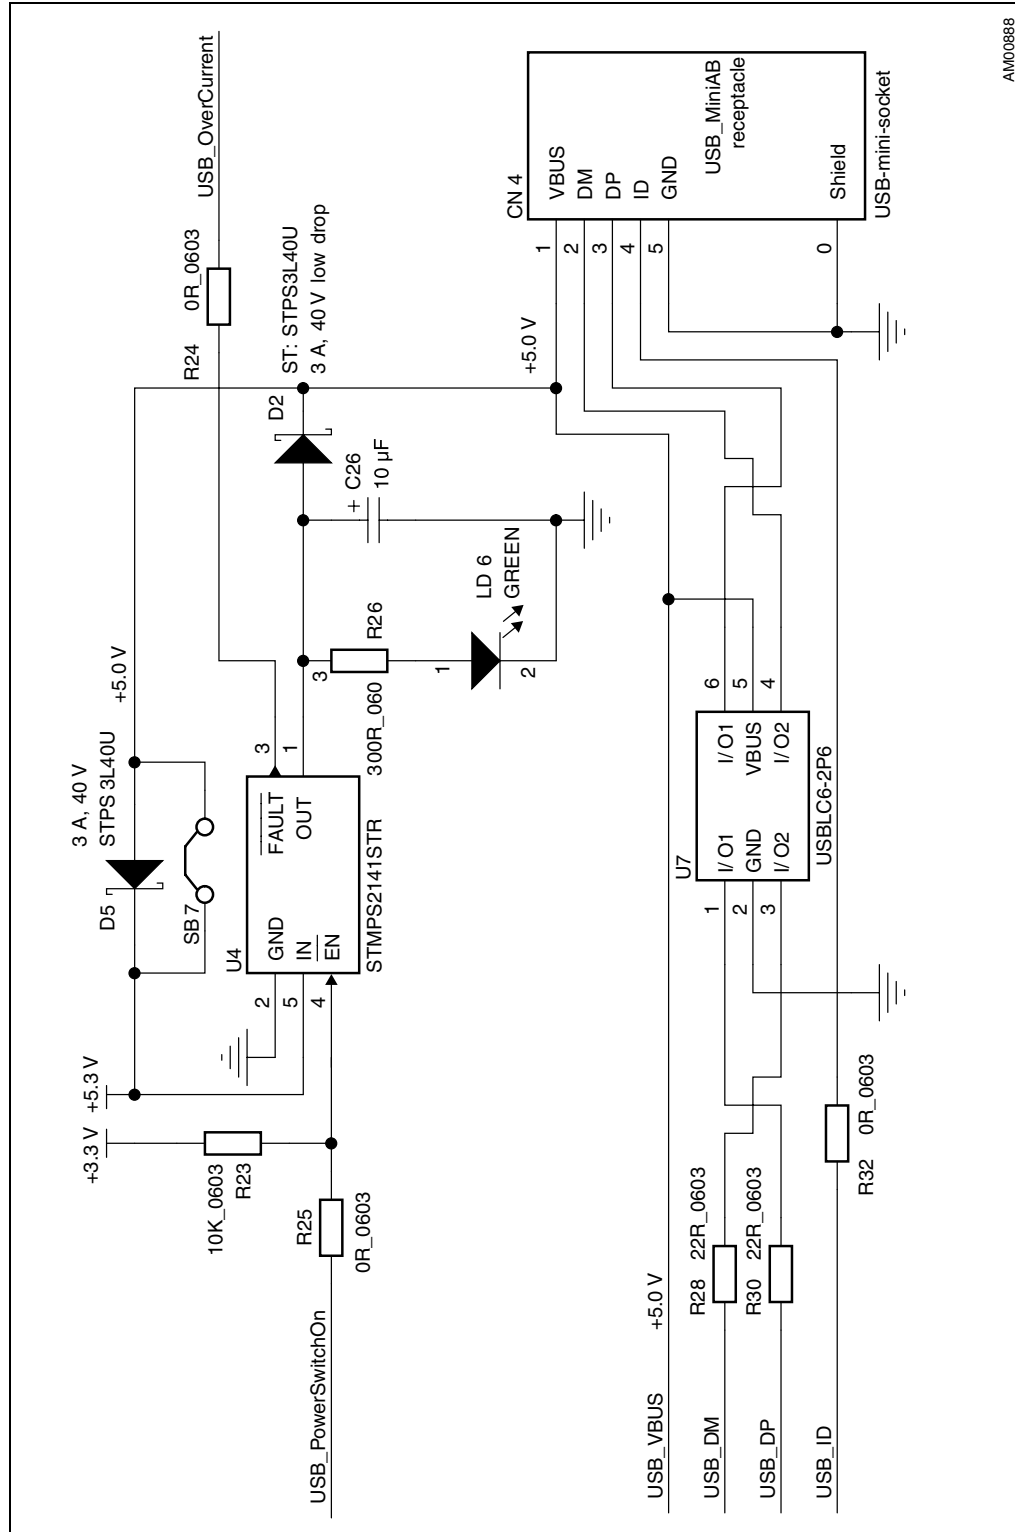 USB_OverCurrent
0R_0603
R24
ST: STPS3L40U
3 A, 40 V low drop
D2
+5.0 V
3 A, 40 V
STPS 3L40U
D5
SB7
+5.3 V
+3.3 V
10K_0603
R23
R25
0R_0603
USB_PowerSwitchOn
U4
GND
IN
EN
FAULT
OUT
2
5
4
3
1
STMPS2141STR
300R_060
3
R26
+ C26
10 µF
LD 6
GREEN
1
2
CN 4
VBUS
DM
DP
ID
GND
USB_MiniAB
receptacle
Shield
USB-mini-socket
1
2
3
4
5
0
+5.0 V
U7
I/O1
GND
I/O2
I/O1
VBUS
I/O2
1
2
3
6
5
4
USBLC6-2P6
USB_VBUS
+5.0 V
USB_DM
R28
22R_0603
USB_DP
R30
22R_0603
USB_ID
R32
0R_0603
AM00888